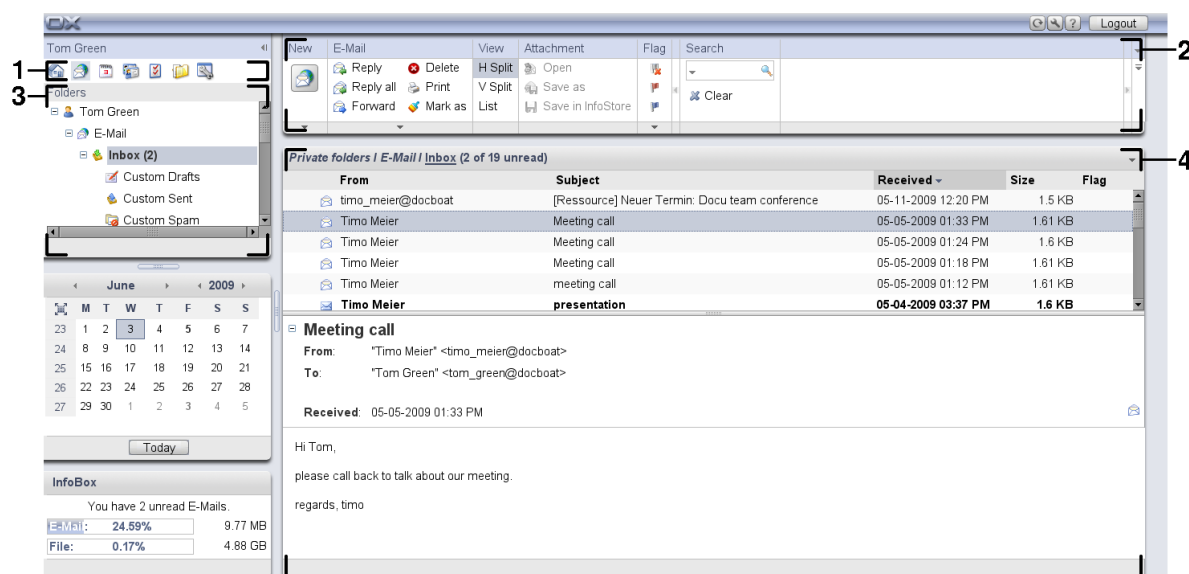 OX
Logout
Tom Green
1
3
Folders
Tom Green
E-Mail
Inbox (2)
Custom Drafts
Custom Sent
Custom Spam
June 2009
M T W T F S S
23 1 2 3 4 5 6 7
24 8 9 10 11 12 13 14
25 15 16 17 18 19 20 21
26 22 23 24 25 26 27 28
27 29 30 1 2 3 4 5
Today
InfoBox
You have 2 unread E-Mails.
E-Mail: 24.59% 9.77 MB
File: 0.17% 4.88 GB
New E-Mail View Attachment Flag Search
2
Reply Delete H Split Open
Reply all Print V Split Save as Clear
Forward Mark as List Save in InfoStore
Private folders / E-Mail / Inbox (2 of 19 unread)
4
From Subject Received Size Flag
timo_meier@docboat [Ressource] Neuer Termin: Docu team conference 05-11-2009 12:20 PM 1.5 KB
Timo Meier Meeting call 05-05-2009 01:33 PM 1.61 KB
Timo Meier Meeting call 05-05-2009 01:24 PM 1.6 KB
Timo Meier Meeting call 05-05-2009 01:18 PM 1.61 KB
Timo Meier meeting call 05-05-2009 01:12 PM 1.61 KB
Timo Meier presentation 05-04-2009 03:37 PM 1.6 KB
Meeting call
From: "Timo Meier" <timo_meier@docboat>
To: "Tom Green" <tom_green@docboat>
Received: 05-05-2009 01:33 PM
Hi Tom,
please call back to talk about our meeting.
regards, timo